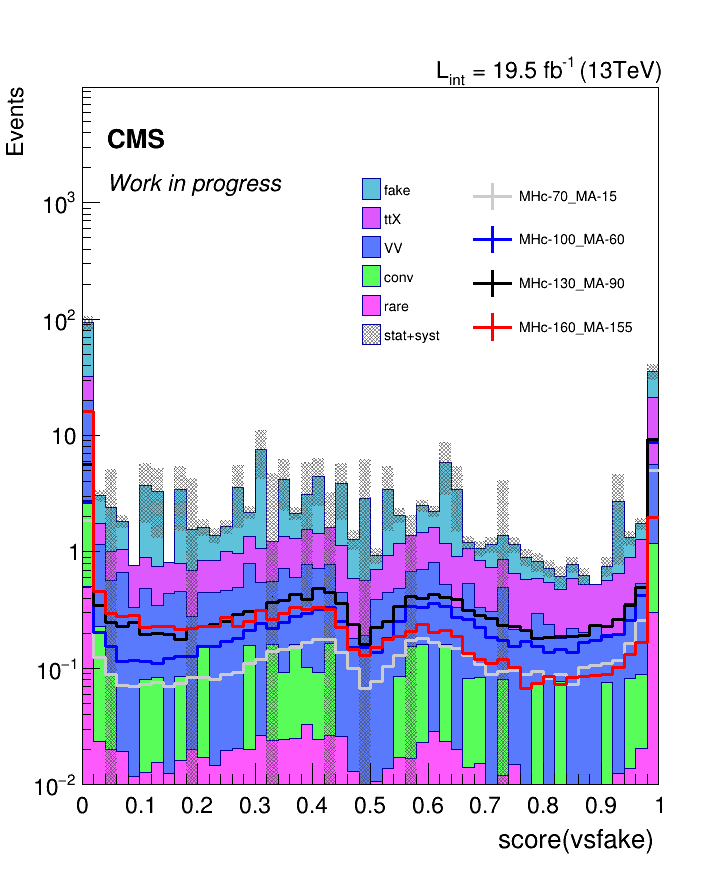 L_int = 19.5 fb^-1 (13TeV)
Events
CMS
Work in progress
fake
ttX
VV
conv
rare
stat+syst
MHc-70_MA-15
MHc-100_MA-60
MHc-130_MA-90
MHc-160_MA-155
10^3
10^2
10
1
10^−1
10^−2
0 0.1 0.2 0.3 0.4 0.5 0.6 0.7 0.8 0.9 1
score(vsfake)